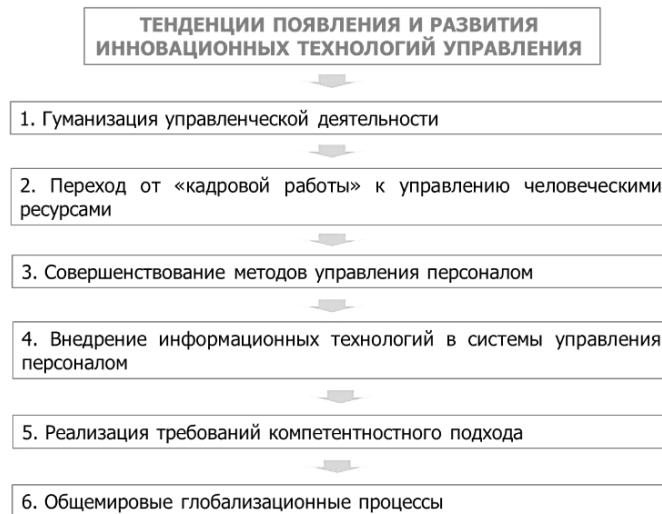 ТЕНДЕНЦИИ ПОЯВЛЕНИЯ И РАЗВИТИЯ
ИННОВАЦИОННЫХ ТЕХНОЛОГИЙ УПРАВЛЕНИЯ
1. Гуманизация управленческой деятельности
2. Переход от «кадровой работы» к управлению человеческими
ресурсами
3. Совершенствование методов управления персоналом
4. Внедрение информационных технологий в системы управления
персоналом
5. Реализация требований компетентностного подхода
6. Общемировые глобализационные процессы